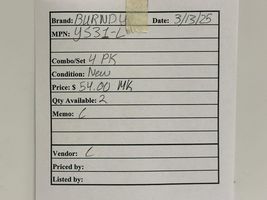 Brand: BURNDY Date: 3/13/25
MPN: YS31-L
Combo/Set 4 PK
Condition: New
Price: $ 54.00 MK
Qty Available: 2
Memo: C
Vendor: C
Priced by:
Listed by: